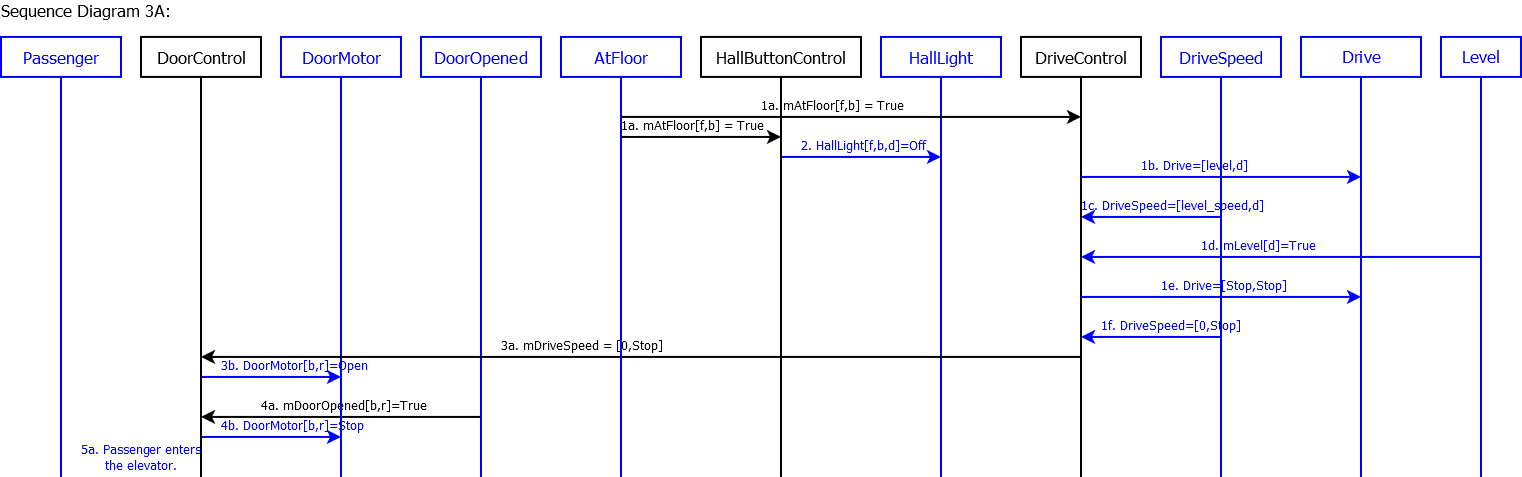 Sequence Diagram 3A:
Passenger
DoorControl
DoorMotor
DoorOpened
AtFloor
HallButtonControl
HallLight
DriveControl
DriveSpeed
Drive
Level
1a. mAtFloor[f,b] = True
1a. mAtFloor[f,b] = True
2. HallLight[f,b,d]=Off
1b. Drive=[level,d]
1c. DriveSpeed=[level_speed,d]
1d. mLevel[d]=True
1e. Drive=[Stop,Stop]
1f. DriveSpeed=[0,Stop]
3a. mDriveSpeed = [0,Stop]
3b. DoorMotor[b,r]=Open
4a. mDoorOpened[b,r]=True
4b. DoorMotor[b,r]=Stop
5a. Passenger enters
the elevator.